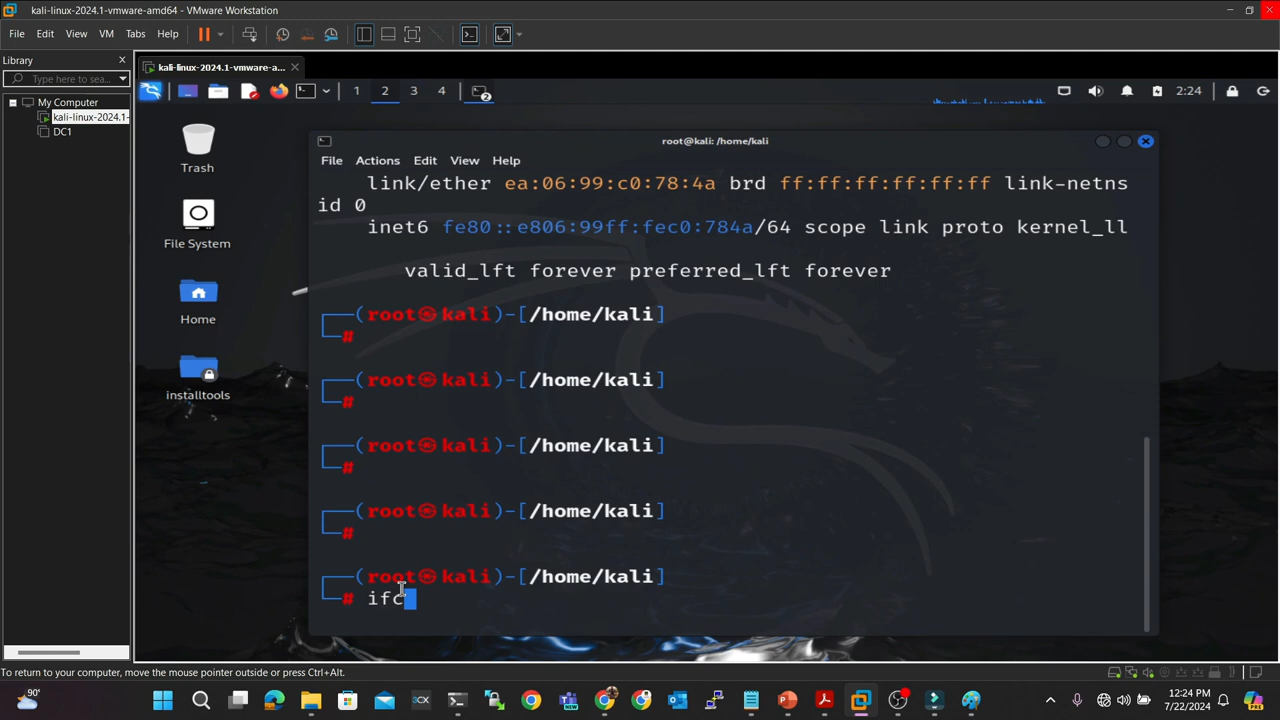 kali-linux-2024.1-vmware-amd64 - VMware Workstation
File Edit View VM Tabs Help
Library
Type here to sea...
My Computer
kali-linux-2024.1-
DC1
kali-linux-2024.1-vmware-a...
1 2 3 4 2 2:24
Trash
File System
Home
installtools
root@kali: /home/kali
File Actions Edit View Help
link/ether ea:06:99:c0:78:4a brd ff:ff:ff:ff:ff:ff link-netns
id 0
inet6 fe80::e806:99ff:fec0:784a/64 scope link proto kernel_ll
valid_lft forever preferred_lft forever
┌──(root㉿kali)-[/home/kali]
└─#
┌──(root㉿kali)-[/home/kali]
└─#
┌──(root㉿kali)-[/home/kali]
└─#
┌──(root㉿kali)-[/home/kali]
└─#
┌──(root㉿kali)-[/home/kali]
└─# ifc
To return to your computer, move the mouse pointer outside or press Ctrl+Alt.
90°
12:24 PM
7/22/2024